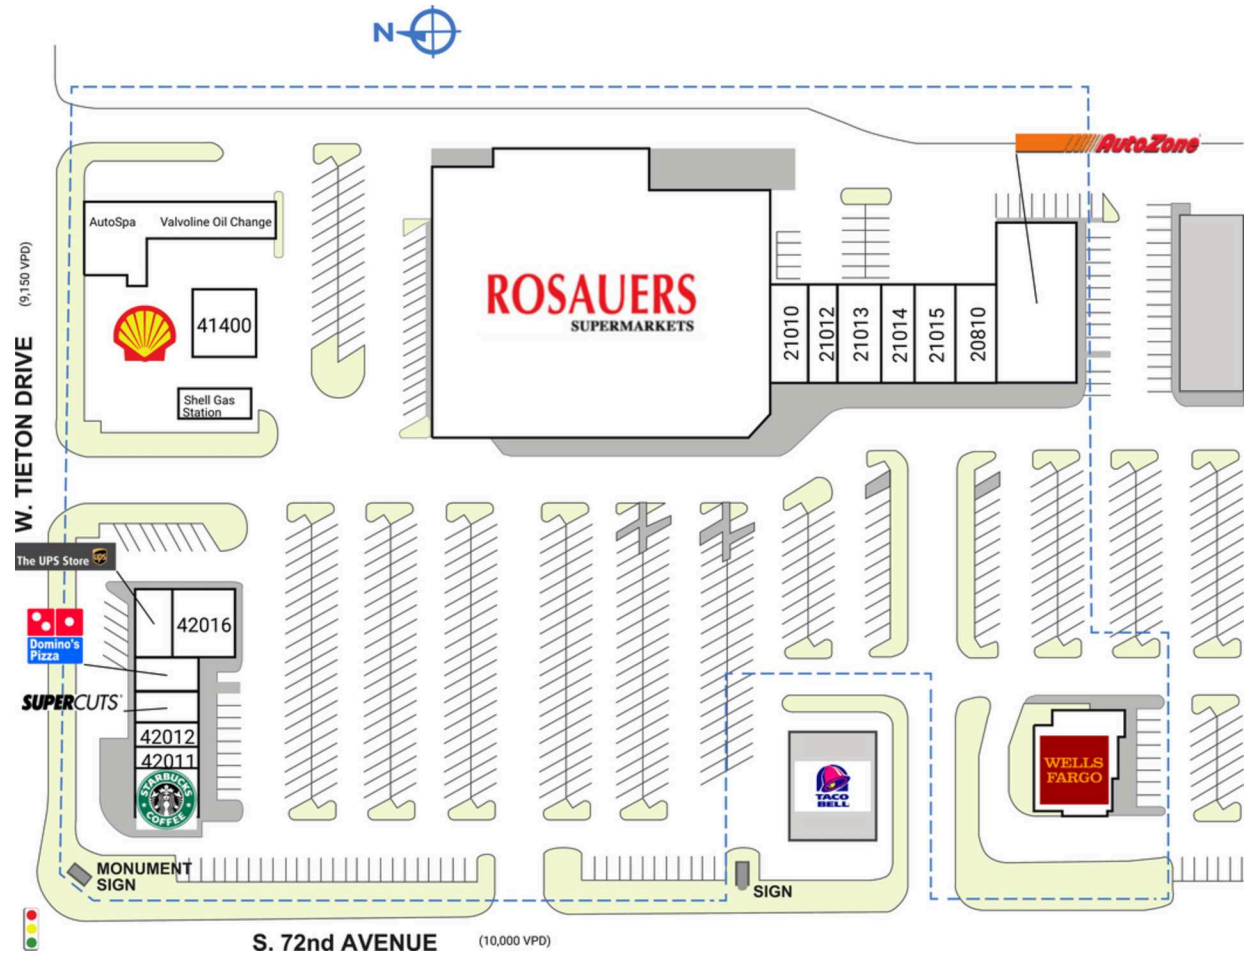 N
AutoZone
AutoSpa
Valvoline Oil Change
(9,150 VPD)
W. TIETON DRIVE
41400
Shell Gas
Station
ROSAUERS
SUPERMARKETS
21010
21012
21013
21014
21015
20810
The UPS Store
ups
42016
Domino's
Pizza
SUPERCUTS
42012
42011
STARBUCKS
COFFEE
TACO
BELL
WELLS
FARGO
MONUMENT
SIGN
SIGN
S. 72nd AVENUE
(10,000 VPD)